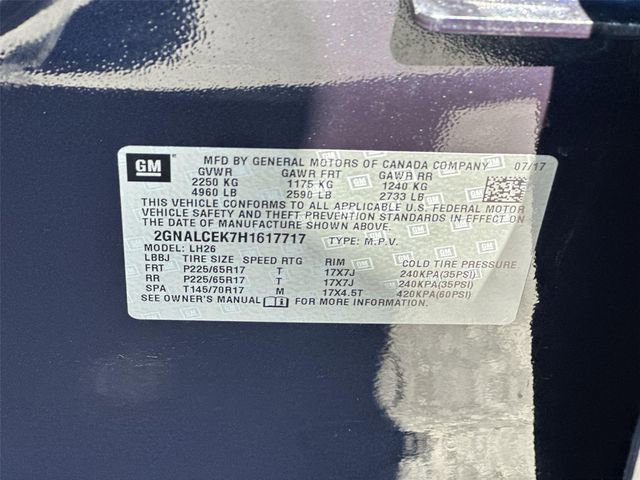 GM
MFD BY GENERAL MOTORS OF CANADA COMPANY 07/17
GVWR GAWR FRT GAWR RR
2250 KG 1175 KG 1240 KG
4960 LB 2590 LB 2733 LB
THIS VEHICLE CONFORMS TO ALL APPLICABLE U.S. FEDERAL MOTOR
VEHICLE SAFETY AND THEFT PREVENTION STANDARDS IN EFFECT ON
THE DATE OF MANUFACTURE SHOWN ABOVE.
2GNALCEK7H1617717 TYPE: M.P.V.
MODEL: LH26
LBBJ TIRE SIZE SPEED RTG RIM COLD TIRE PRESSURE
FRT P225/65R17 T 17X7J 240KPA(35PSI)
RR P225/65R17 T 17X7J 240KPA(35PSI)
SPA T145/70R17 M 17X4.5T 420KPA(60PSI)
SEE OWNER'S MANUAL FOR MORE INFORMATION.